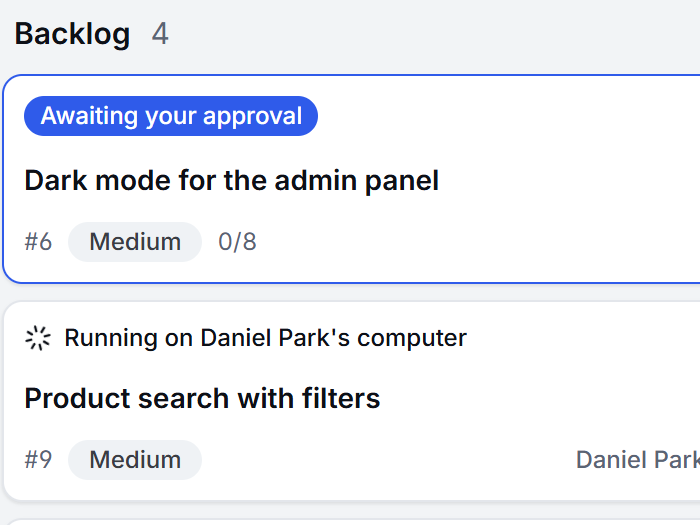 Backlog 4
Awaiting your approval
Dark mode for the admin panel
#6 Medium 0/8
Running on Daniel Park's computer
Product search with filters
#9 Medium Daniel Park